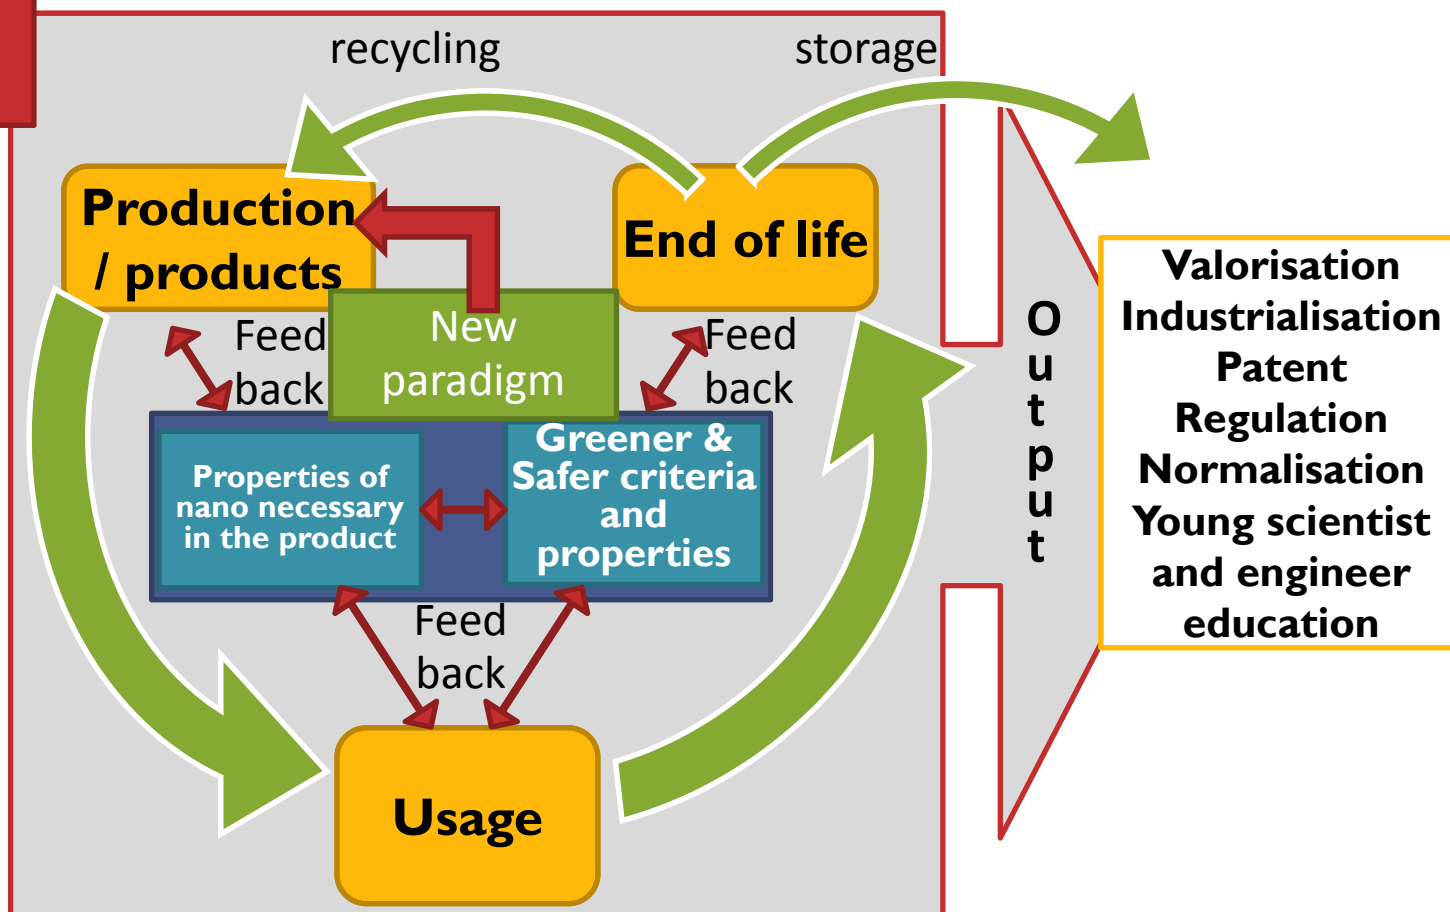 recycling
storage
Production
/ products
End of life
Feed
back
New
paradigm
Feed
back
Properties of
nano necessary
in the product
Greener &
Safer criteria
and
properties
Feed
back
Usage
Output
Valorisation
Industrialisation
Patent
Regulation
Normalisation
Young scientist
and engineer
education